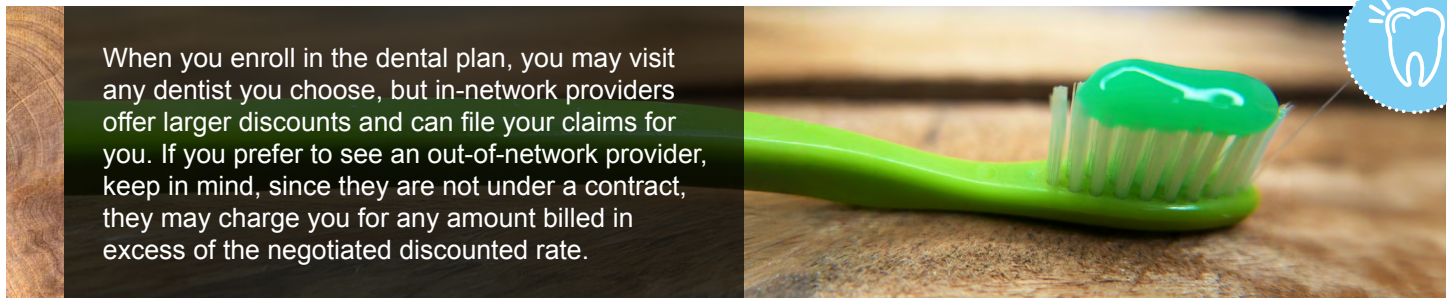 When you enroll in the dental plan, you may visit
any dentist you choose, but in-network providers
offer larger discounts and can file your claims for
you. If you prefer to see an out-of-network provider,
keep in mind, since they are not under a contract,
they may charge you for any amount billed in
excess of the negotiated discounted rate.